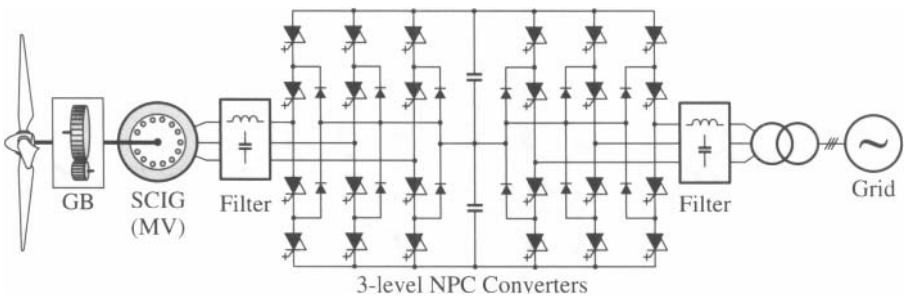 GB
SCIG
(MV)
Filter
3-level NPC Converters
Filter
Grid